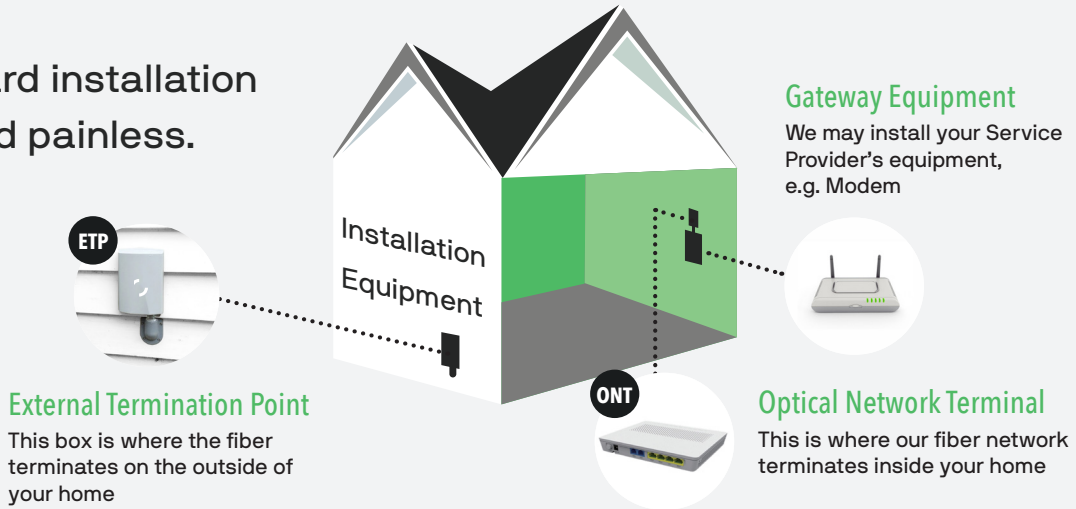 rd installation
d painless.
Gateway Equipment
We may install your Service
Provider's equipment,
e.g. Modem
ETP
Installation
Equipment
External Termination Point
This box is where the fiber
terminates on the outside of
your home
ONT
Optical Network Terminal
This is where our fiber network
terminates inside your home